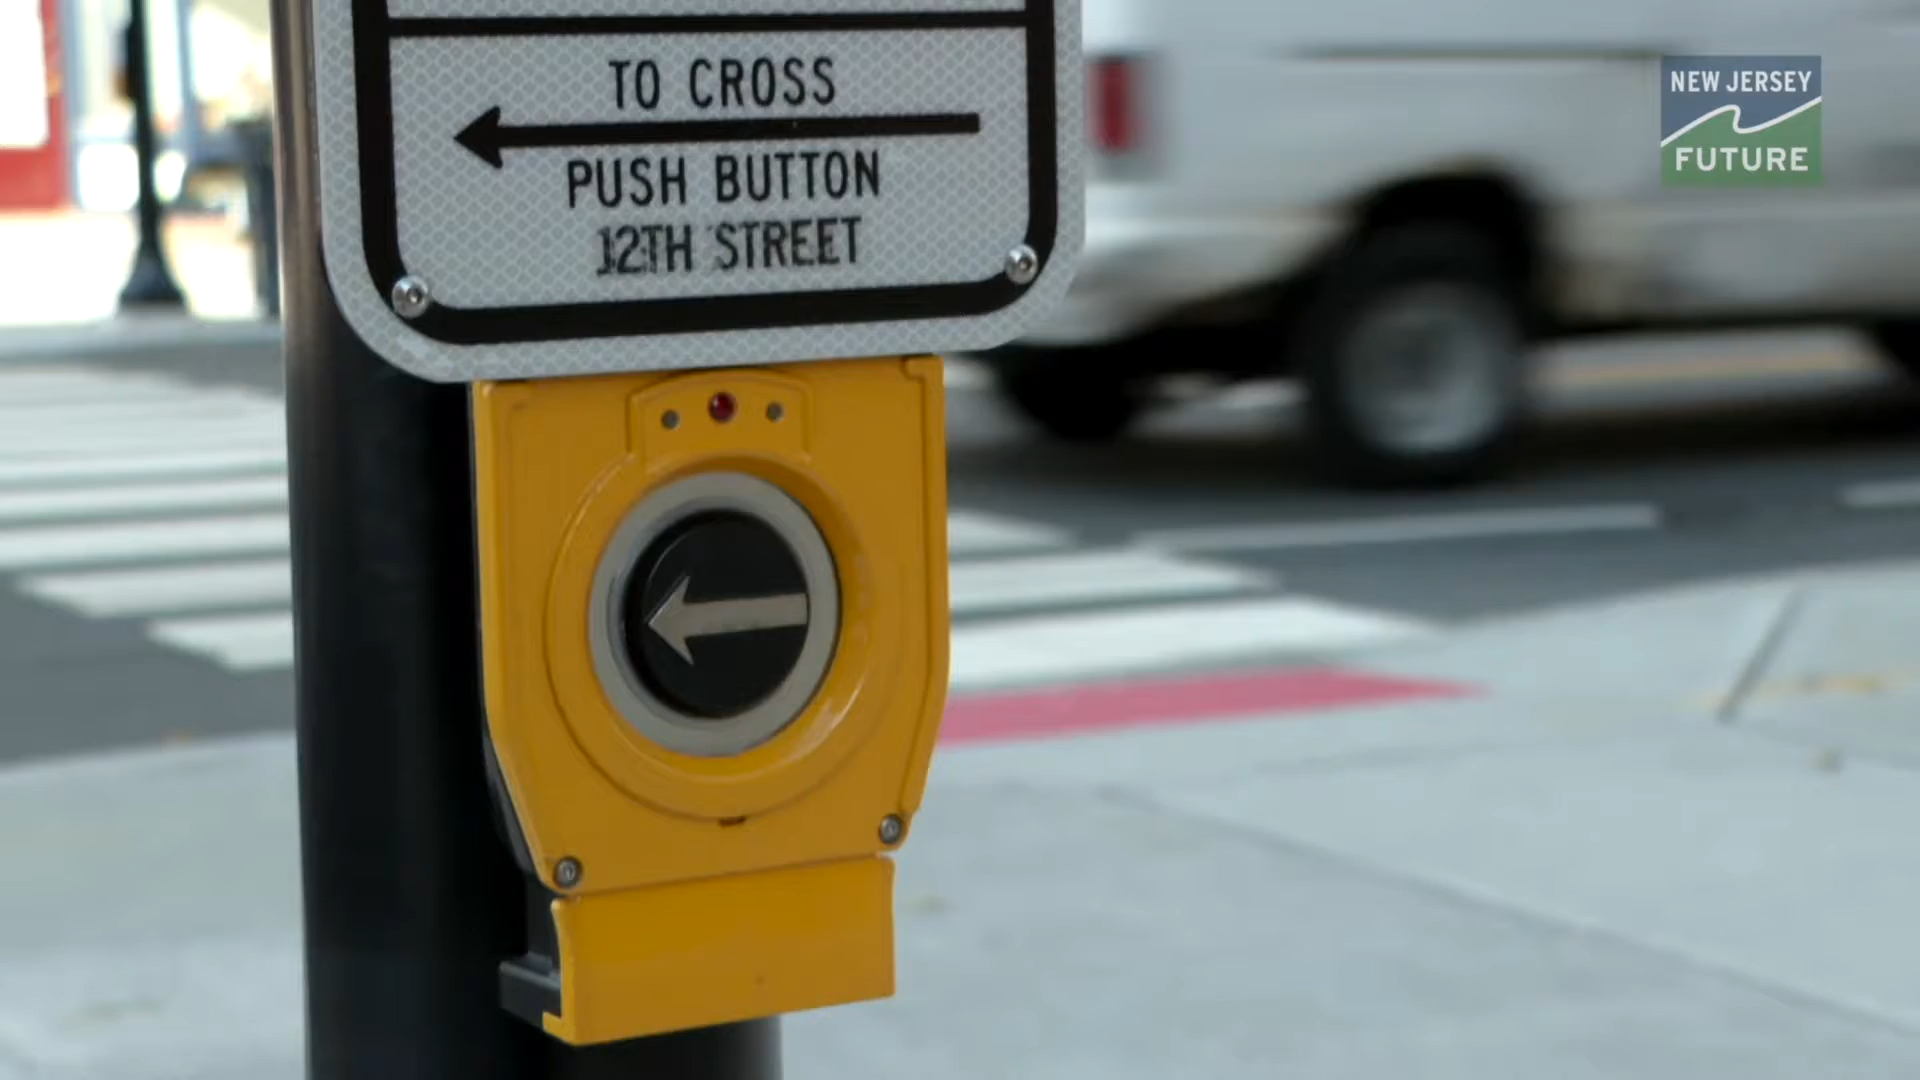 TO CROSS
PUSH BUTTON
12TH STREET
NEW JERSEY
FUTURE